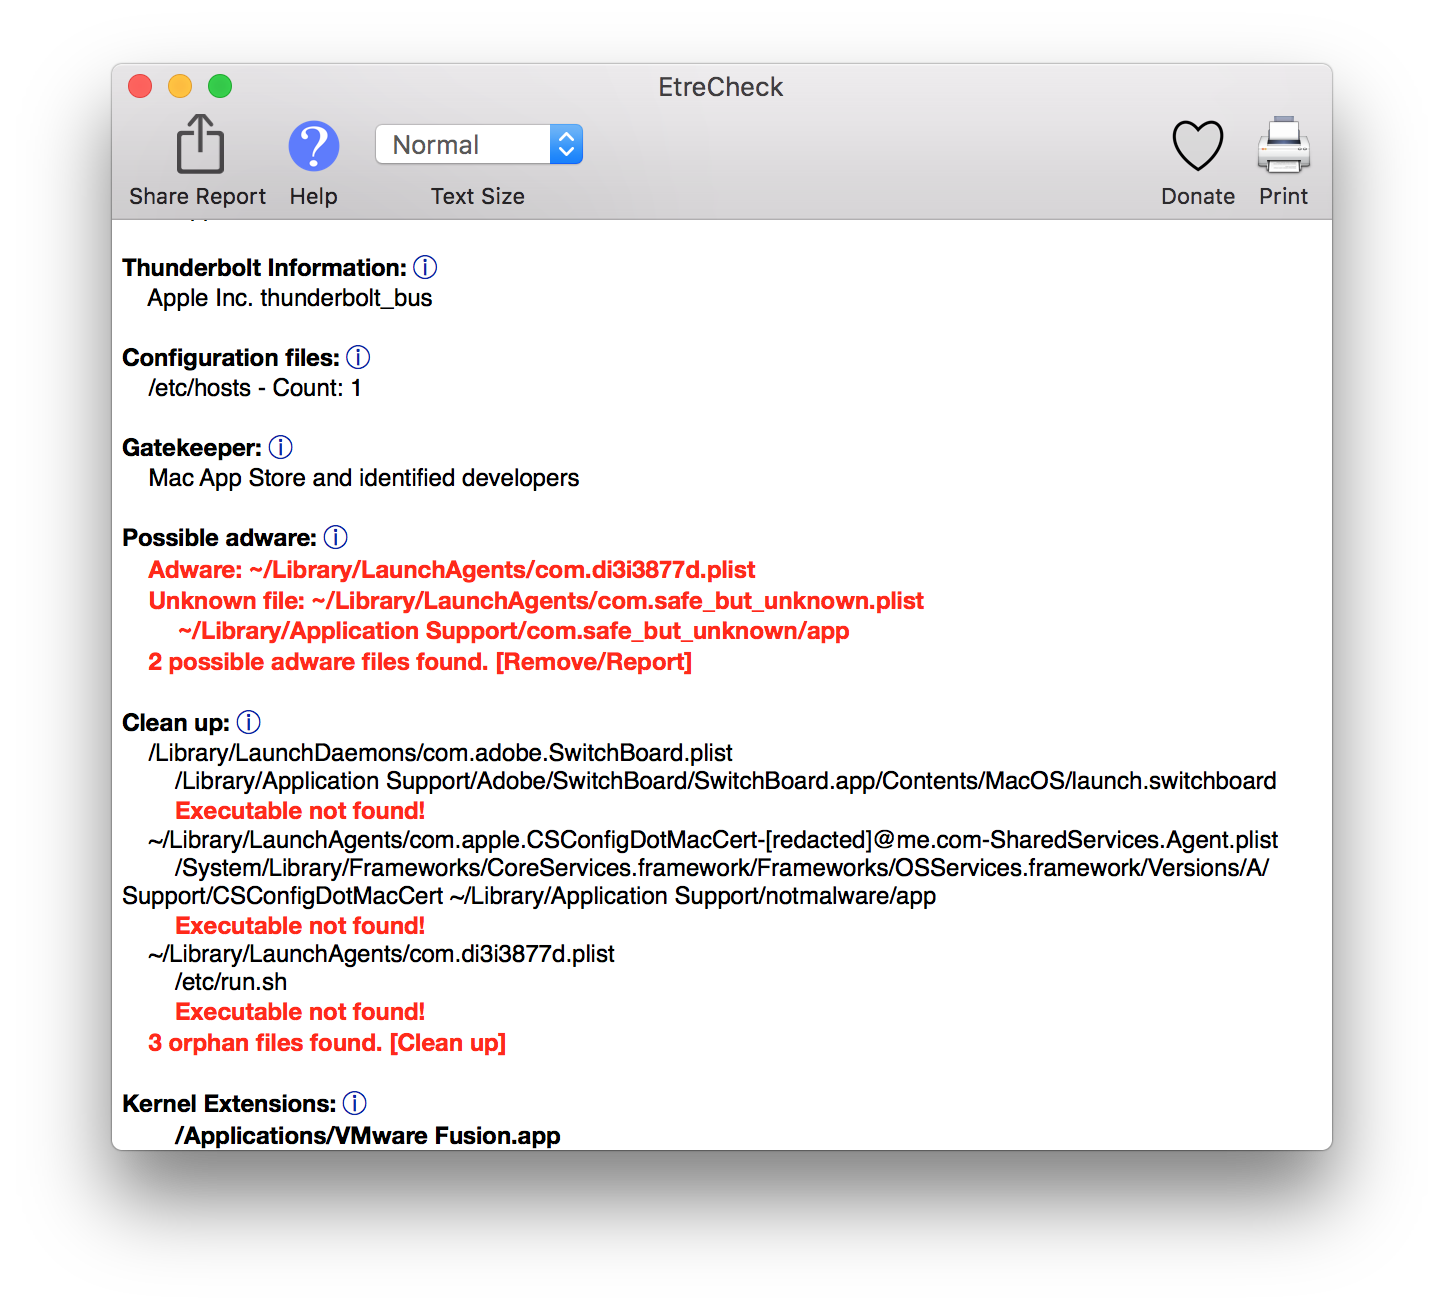 EtreCheck
Normal
Share Report
Help
Text Size
Donate
Print
Thunderbolt Information:
Apple Inc. thunderbolt_bus
Configuration files:
/etc/hosts - Count: 1
Gatekeeper:
Mac App Store and identified developers
Possible adware:
Adware: ~/Library/LaunchAgents/com.di3i3877d.plist
Unknown file: ~/Library/LaunchAgents/com.safe_but_unknown.plist
~/Library/Application Support/com.safe_but_unknown/app
2 possible adware files found. [Remove/Report]
Clean up:
/Library/LaunchDaemons/com.adobe.SwitchBoard.plist
/Library/Application Support/Adobe/SwitchBoard/SwitchBoard.app/Contents/MacOS/launch.switchboard
Executable not found!
~/Library/LaunchAgents/com.apple.CSConfigDotMacCert-[redacted]@me.com-SharedServices.Agent.plist
/System/Library/Frameworks/CoreServices.framework/Frameworks/OSServices.framework/Versions/A/
Support/CSConfigDotMacCert ~/Library/Application Support/notmalware/app
Executable not found!
~/Library/LaunchAgents/com.di3i3877d.plist
/etc/run.sh
Executable not found!
3 orphan files found. [Clean up]
Kernel Extensions:
/Applications/VMware Fusion.app